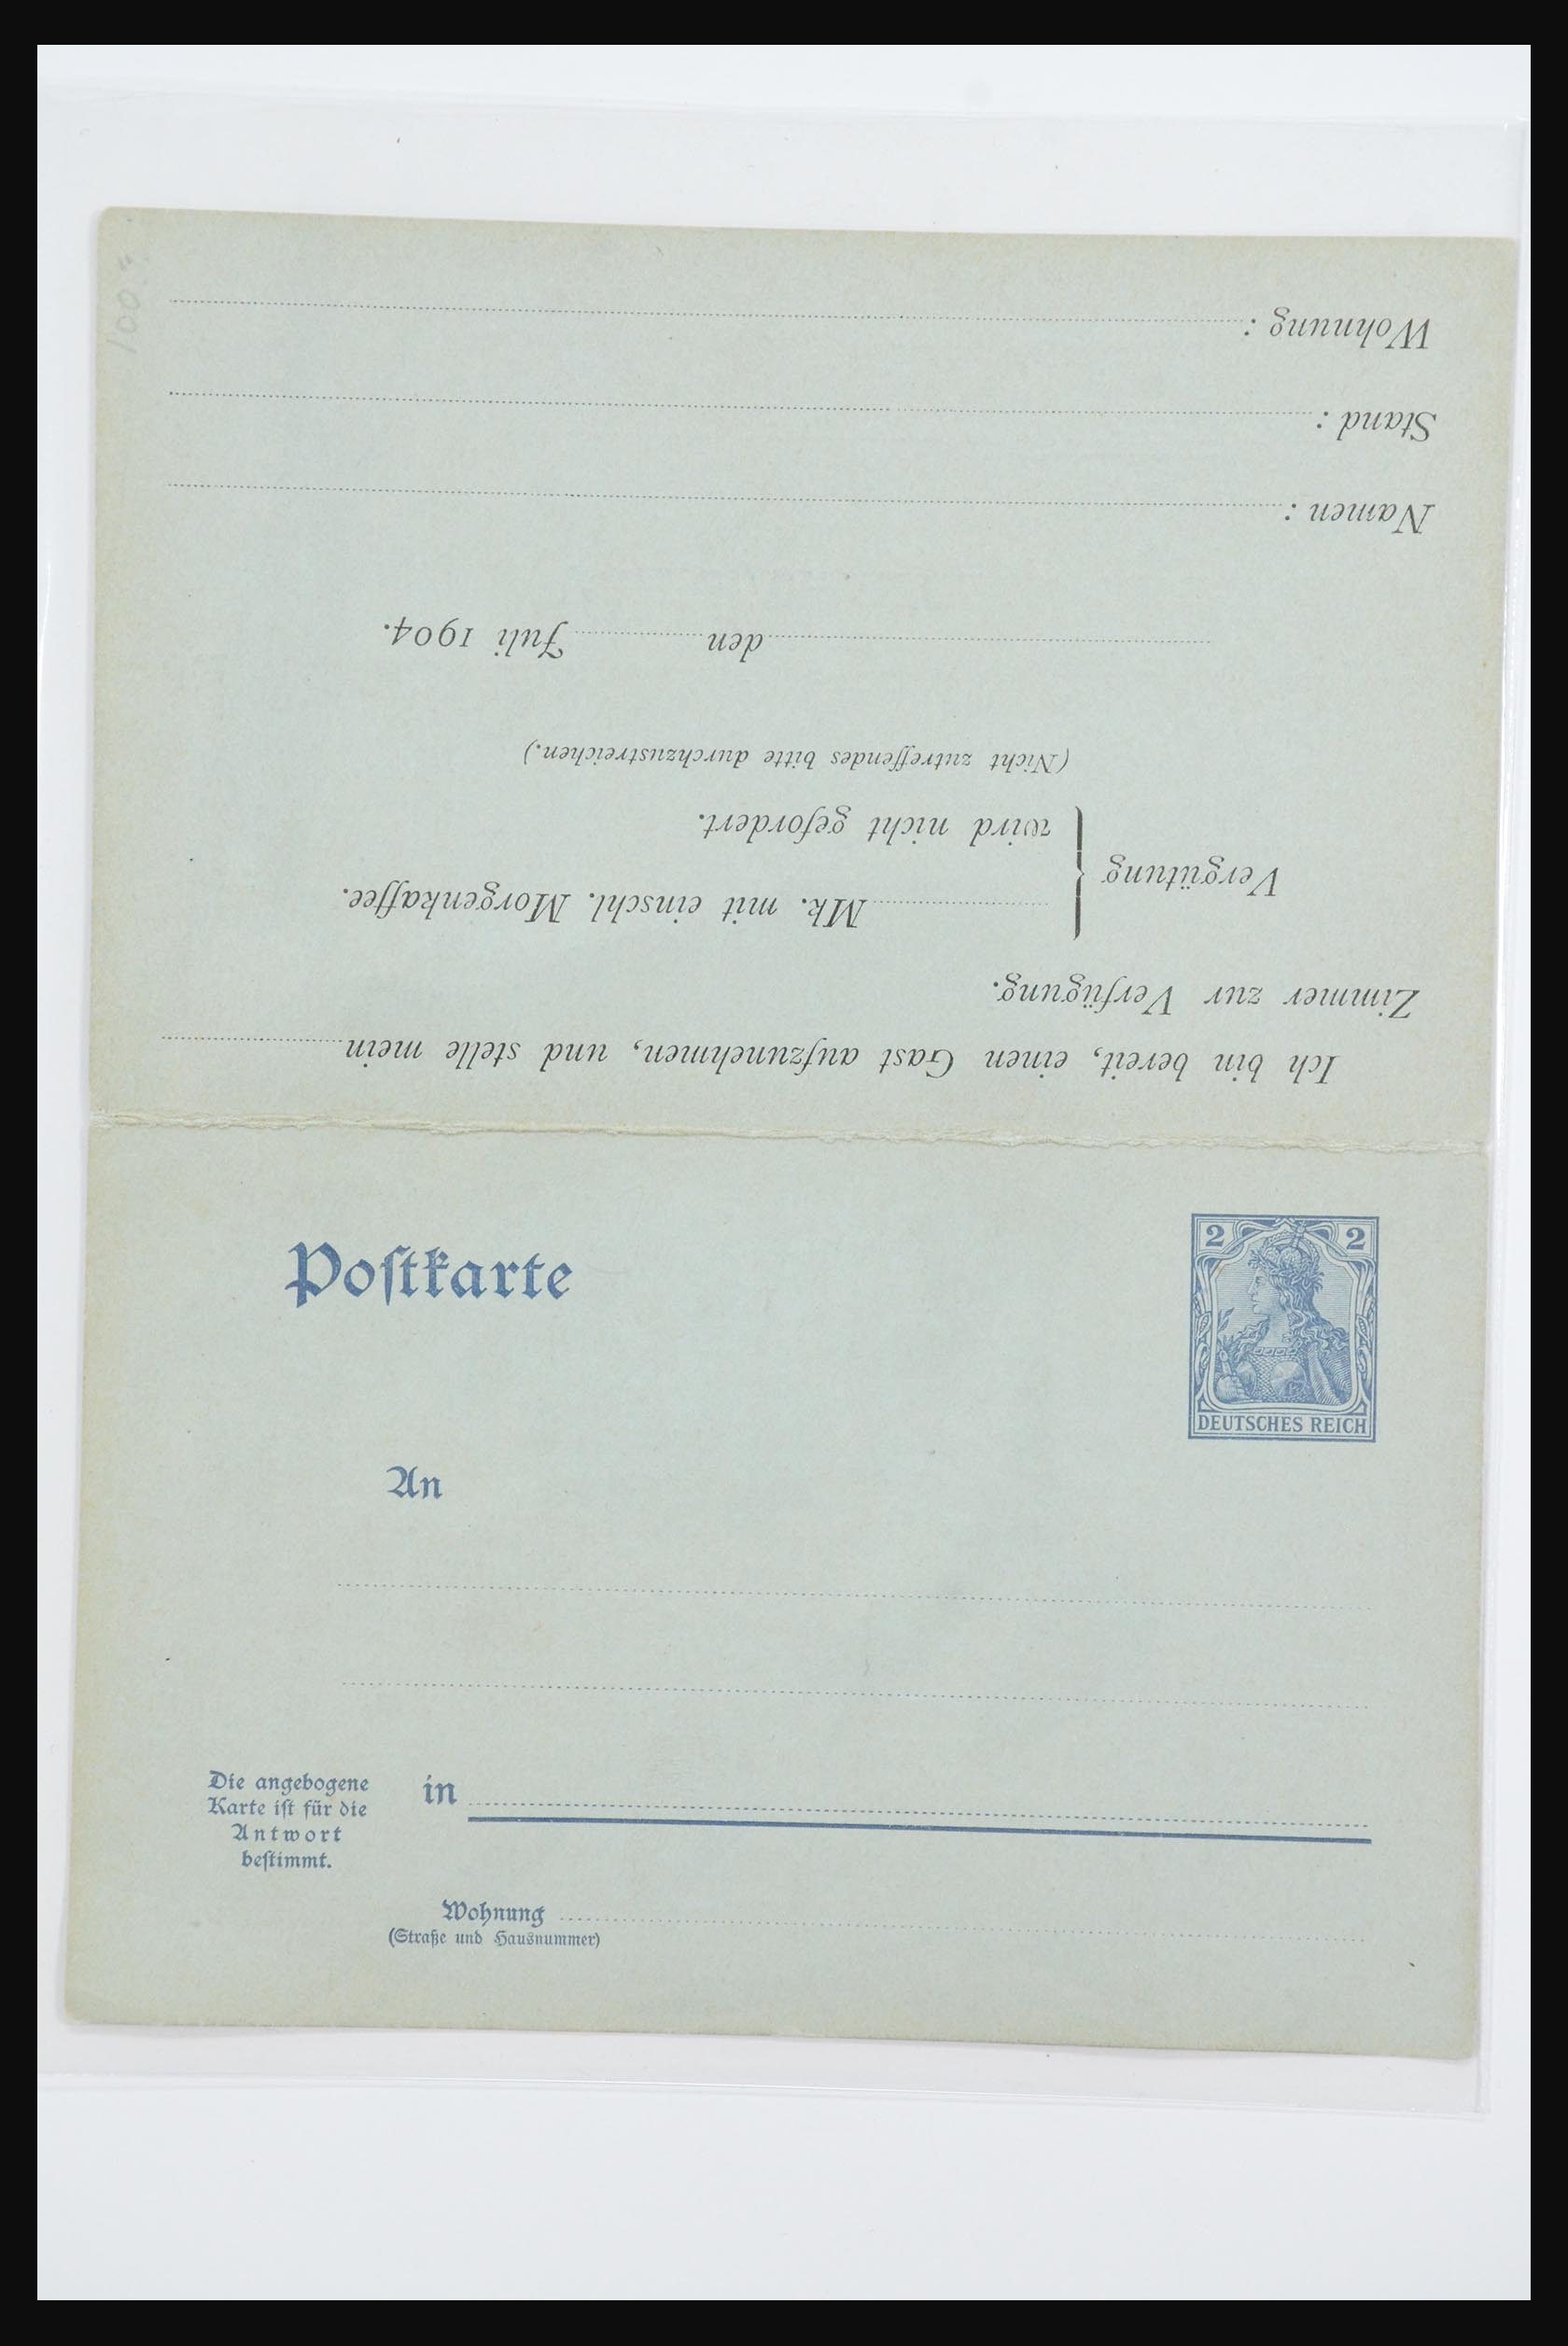 Ich bin bereit, einen Gast aufzunehmen, und stelle mein
Zimmer zur Verfügung.
Vergütung
Mk. mit einschl. Morgenkaffee.
wird nicht gefordert.
(Nicht zutreffendes bitte durchzustreichen.)
den Juli 1904.
Namen:
Stand:
Wohnung:
100.=
Poſtkarte
2 2
DEUTSCHES REICH
An
in
Die angebogene
Karte iſt für die
Antwort
beſtimmt.
Wohnung
(Straße und Hausnummer)